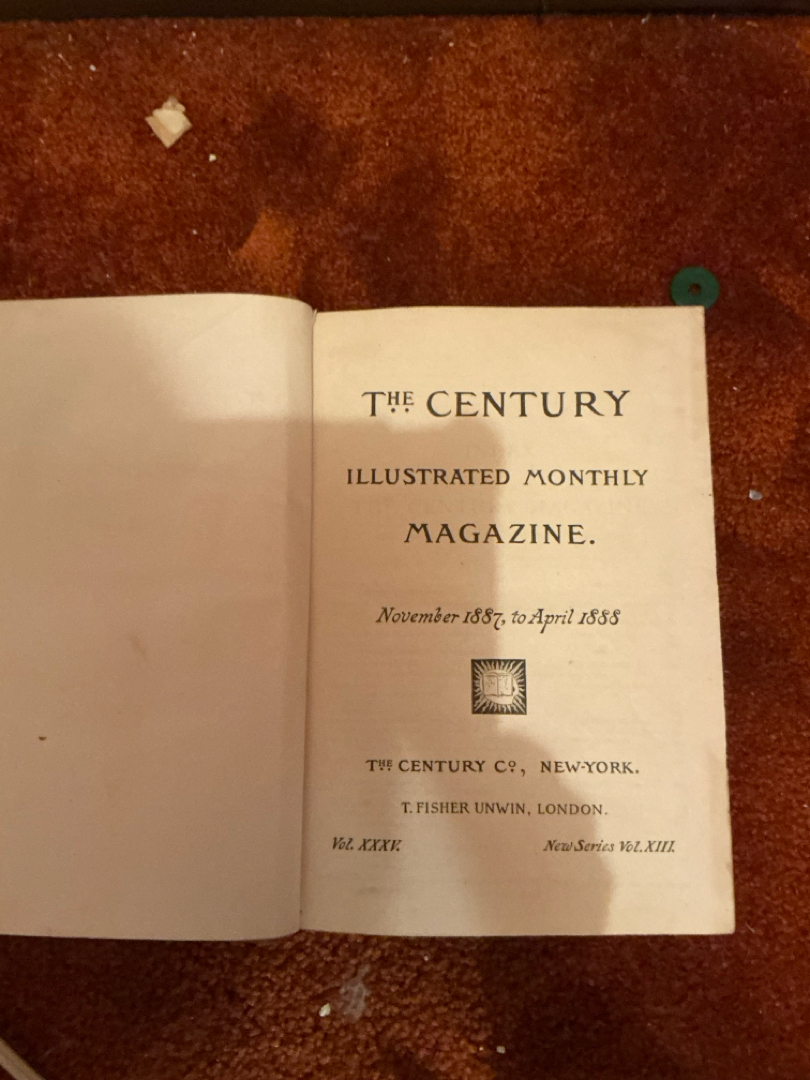 THE CENTURY
ILLUSTRATED MONTHLY
MAGAZINE.
November 1887, to April 1888
THE CENTURY Co, NEW-YORK.
T. FISHER UNWIN, LONDON.
Vol. XXXV. New Series Vol. XIII.